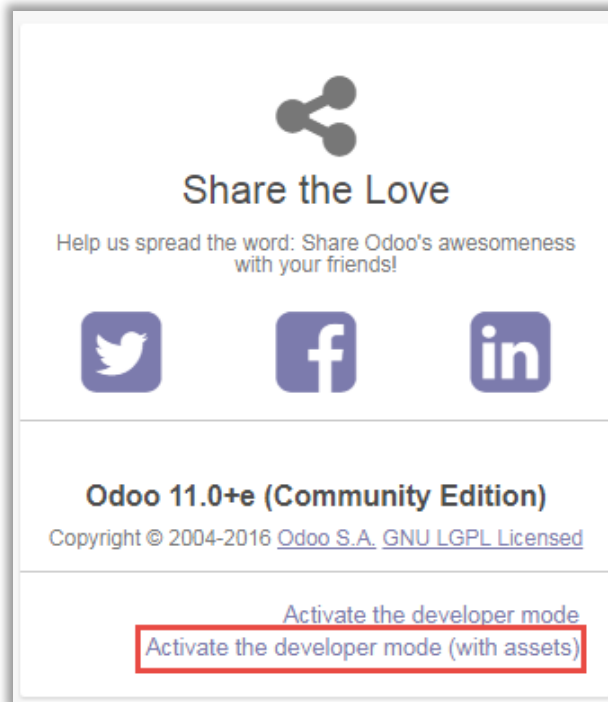 Share the Love
Help us spread the word: Share Odoo's awesomeness
with your friends!
Odoo 11.0+e (Community Edition)
Copyright © 2004-2016 Odoo S.A. GNU LGPL Licensed
Activate the developer mode
Activate the developer mode (with assets)